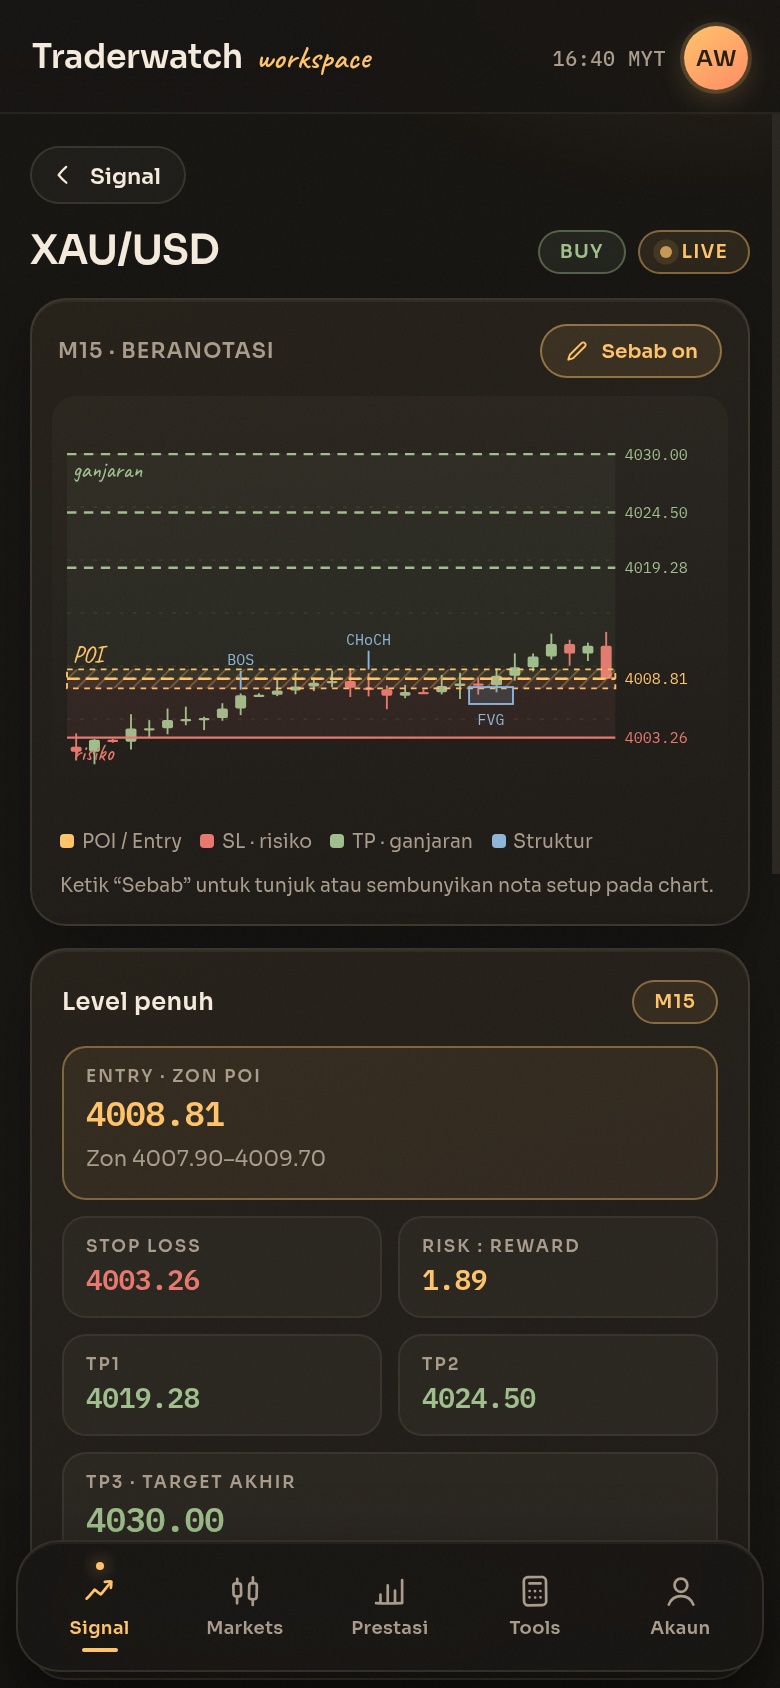 Traderwatch workspace 16:40 MYT AW
Signal
XAU/USD BUY LIVE
M15 · BERANOTASI Sebab on
4030.00
ganjaran
4024.50
4019.28
CHoCH
POI BOS
4008.81
FVG
4003.26
risiko
POI / Entry SL · risiko TP · ganjaran Struktur
Ketik “Sebab” untuk tunjuk atau sembunyikan nota setup pada chart.
Level penuh M15
ENTRY · ZON POI
4008.81
Zon 4007.90–4009.70
STOP LOSS RISK : REWARD
4003.26 1.89
TP1 TP2
4019.28 4024.50
TP3 · TARGET AKHIR
4030.00
Signal Markets Prestasi Tools Akaun